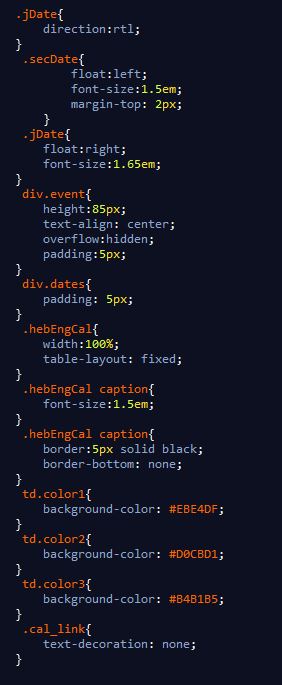 .jDate{
direction:rtl;
}
.secDate{
float:left;
font-size:1.5em;
margin-top: 2px;
}
.jDate{
float:right;
font-size:1.65em;
}
div.event{
height:85px;
text-align: center;
overflow:hidden;
padding:5px;
}
div.dates{
padding: 5px;
}
.hebEngCal{
width:100%;
table-layout: fixed;
}
.hebEngCal caption{
font-size:1.5em;
}
.hebEngCal caption{
border:5px solid black;
border-bottom: none;
}
td.color1{
background-color: #EBE4DF;
}
td.color2{
background-color: #D0CBD1;
}
td.color3{
background-color: #B4B1B5;
}
.cal_link{
text-decoration: none;
}